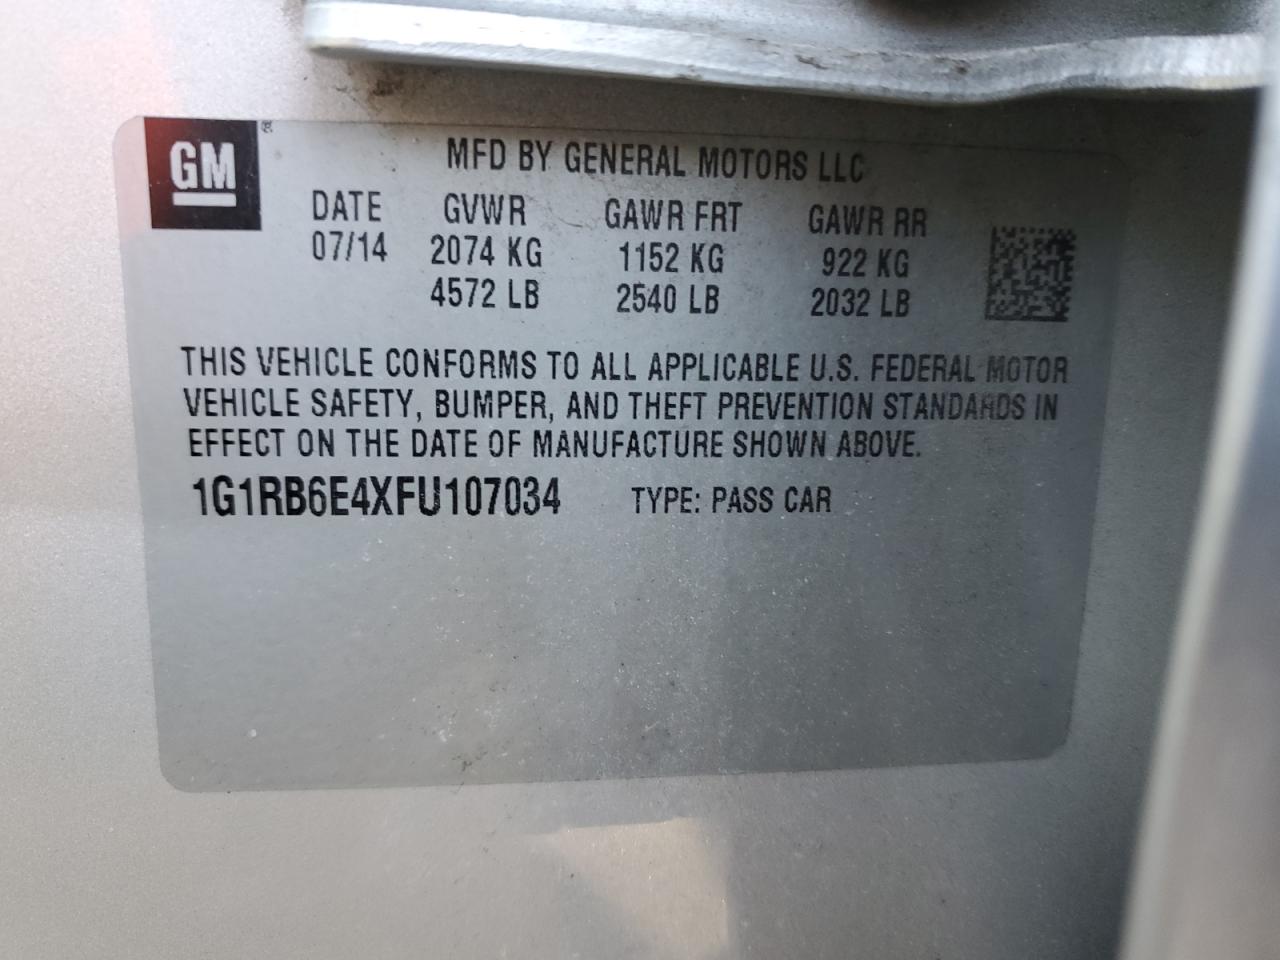 GM ®
MFD BY GENERAL MOTORS LLC
DATE GVWR GAWR FRT GAWR RR
07/14 2074 KG 1152 KG 922 KG
4572 LB 2540 LB 2032 LB
THIS VEHICLE CONFORMS TO ALL APPLICABLE U.S. FEDERAL MOTOR
VEHICLE SAFETY, BUMPER, AND THEFT PREVENTION STANDARDS IN
EFFECT ON THE DATE OF MANUFACTURE SHOWN ABOVE.
1G1RB6E4XFU107034 TYPE: PASS CAR